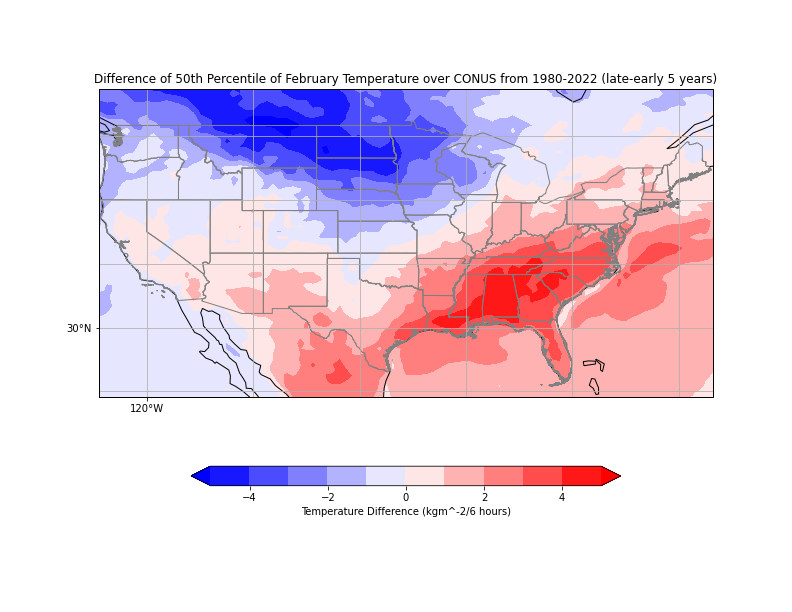 Difference of 50th Percentile of February Temperature over CONUS from 1980-2022 (late-early 5 years)
30°N
120°W
−4 −2 0 2 4
Temperature Difference (kgm^-2/6 hours)